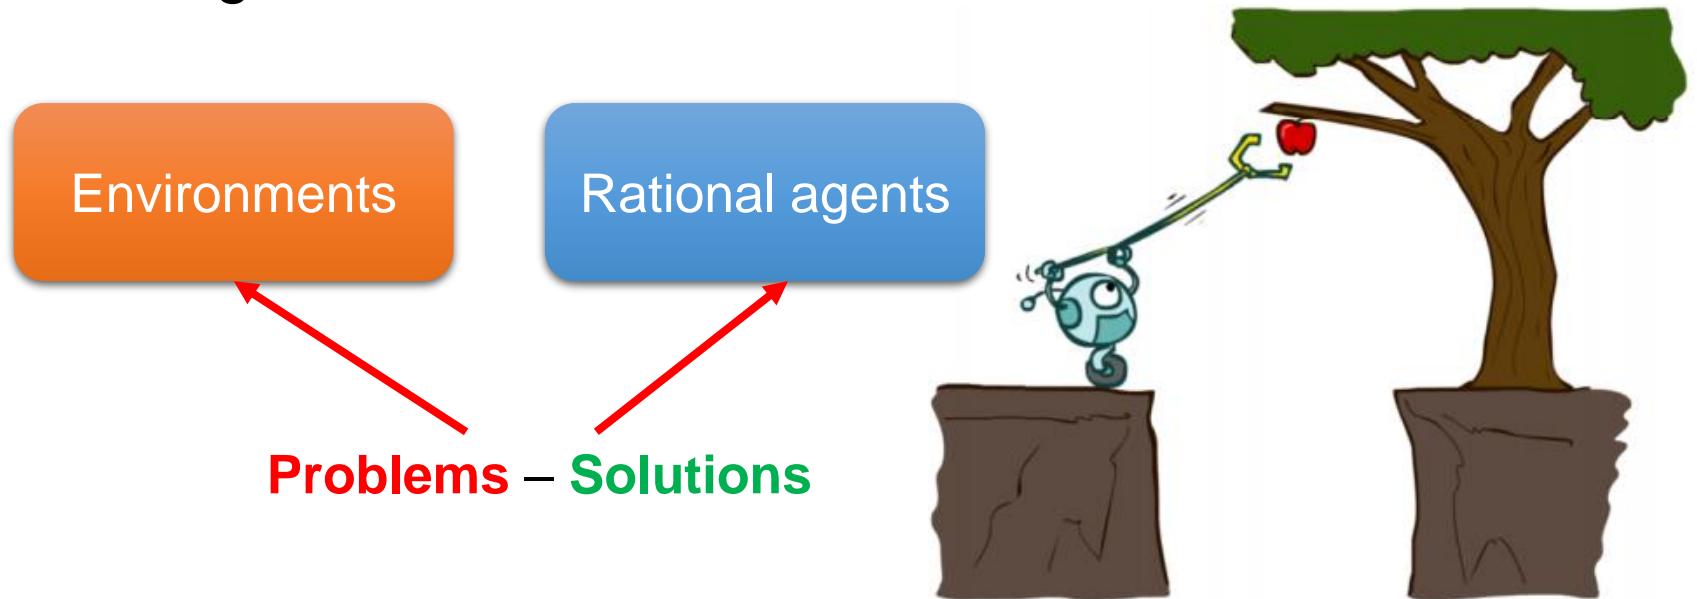 Environments
Rational agents
Problems – Solutions